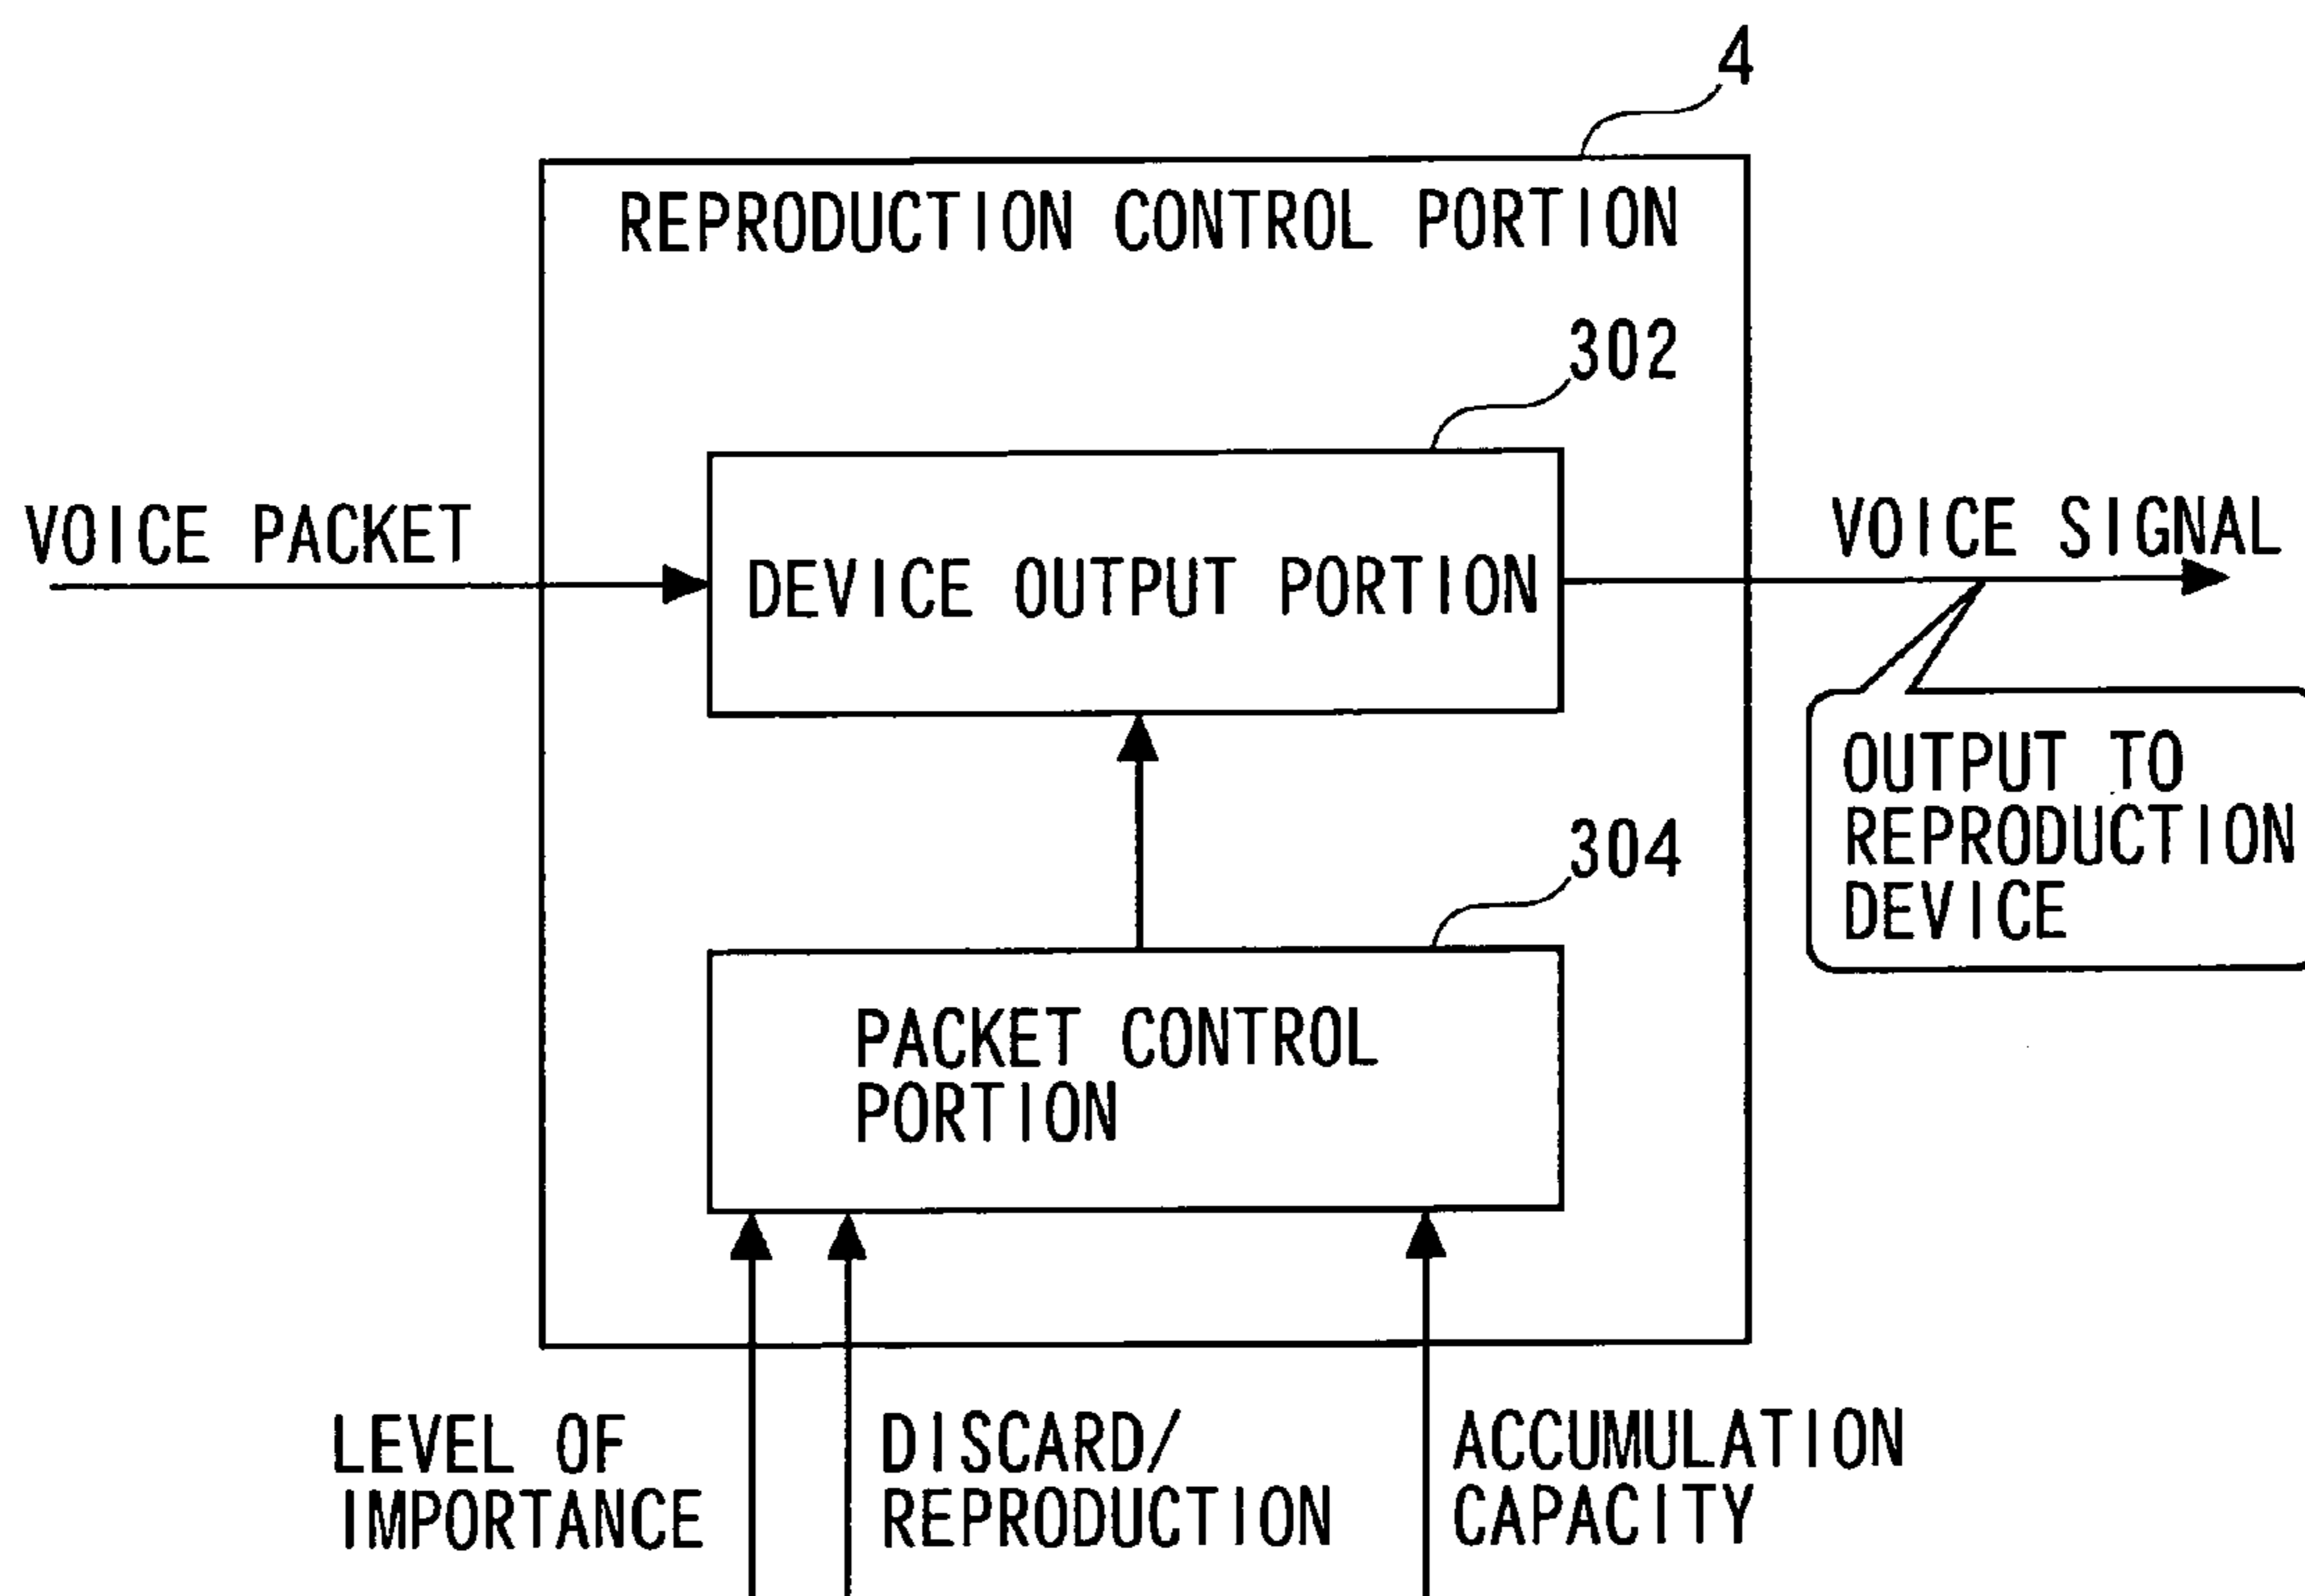 4
REPRODUCTION CONTROL PORTION
302
VOICE PACKET
DEVICE OUTPUT PORTION
VOICE SIGNAL
OUTPUT TO
REPRODUCTION
DEVICE
304
PACKET CONTROL
PORTION
LEVEL OF
IMPORTANCE
DISCARD/
REPRODUCTION
ACCUMULATION
CAPACITY